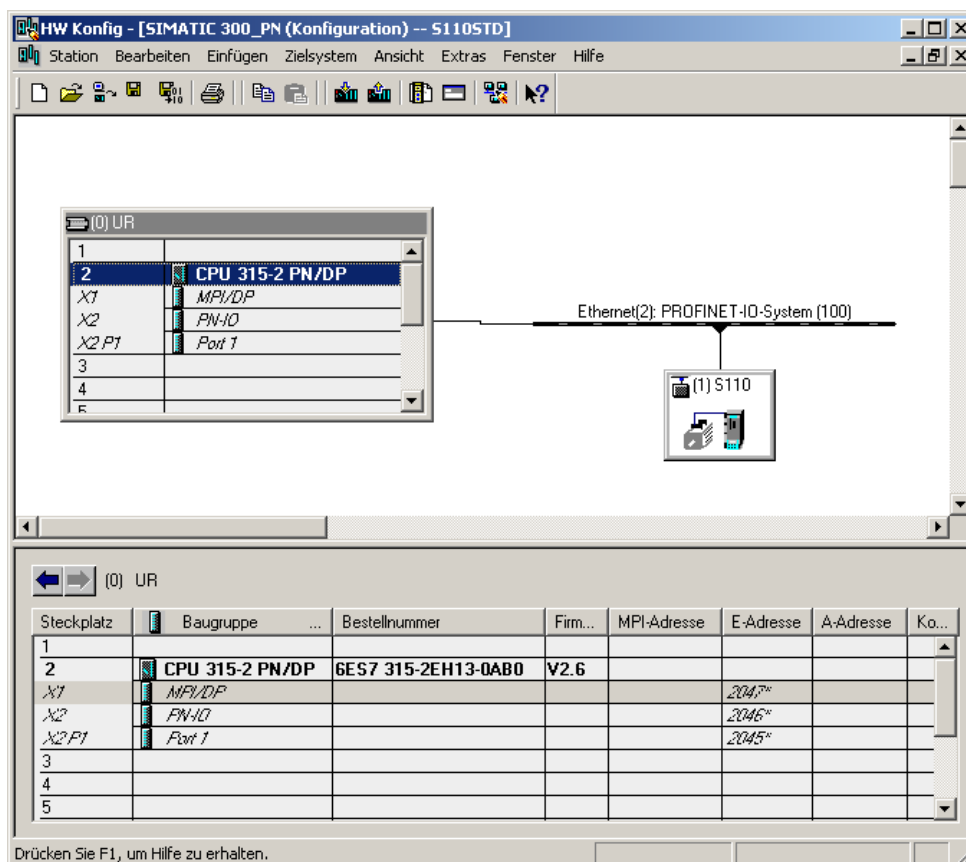 HW Konfig - [SIMATIC 300_PN (Konfiguration) -- S110STD]
Station Bearbeiten Einfügen Zielsystem Ansicht Extras Fenster Hilfe
(0) UR
1
2 CPU 315-2 PN/DP
X1 MPI/DP
X2 PN-IO
X2 P1 Port 1
3
4
5
Ethernet(2): PROFINET-IO-System (100)
(1) S110
(0) UR
Steckplatz Baugruppe ... Bestellnummer Firm... MPI-Adresse E-Adresse A-Adresse Ko...
1
2 CPU 315-2 PN/DP 6ES7 315-2EH13-0AB0 V2.6
X1 MPI/DP 2047*
X2 PN-IO 2046*
X2 P1 Port 1 2045*
3
4
5
Drücken Sie F1, um Hilfe zu erhalten.